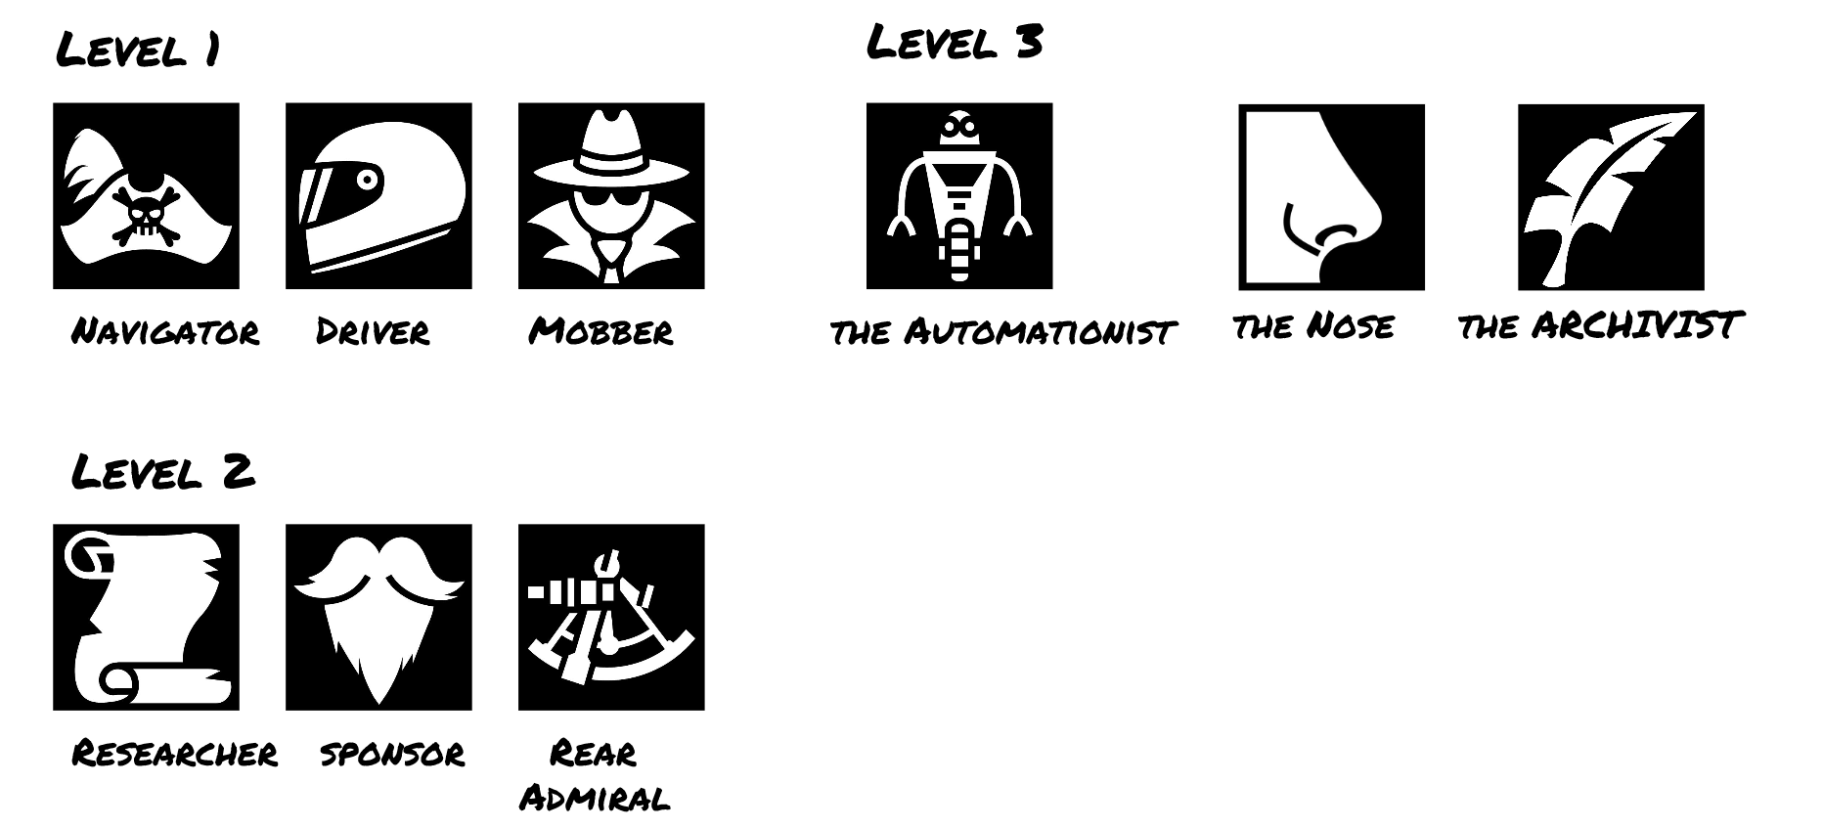 Level 1
Navigator
Driver
Mobber
Level 2
Researcher
sponsor
Rear
Admiral
Level 3
the Automationist
the Nose
the ARCHIVIST